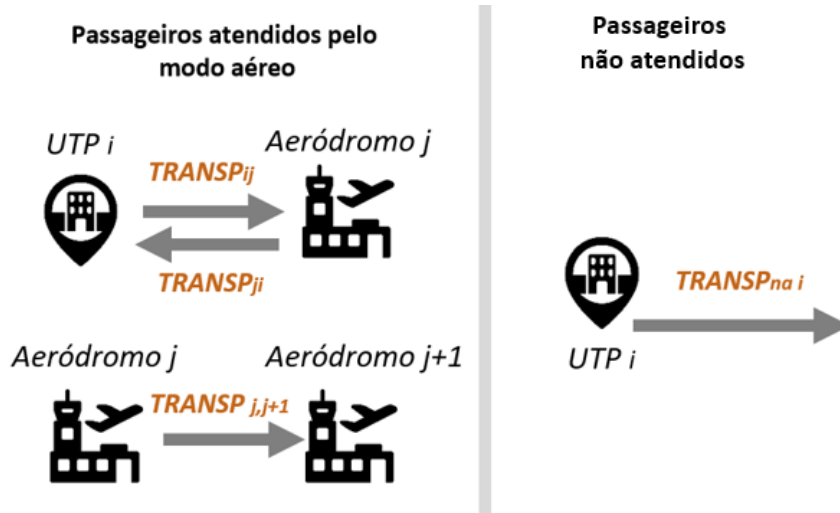 Passageiros atendidos pelo
modo aéreo
UTP i
Aeródromo j
TRANSPij
TRANSPji
Aeródromo j
Aeródromo j+1
TRANSP j,j+1
Passageiros
não atendidos
TRANSPna i
UTP i